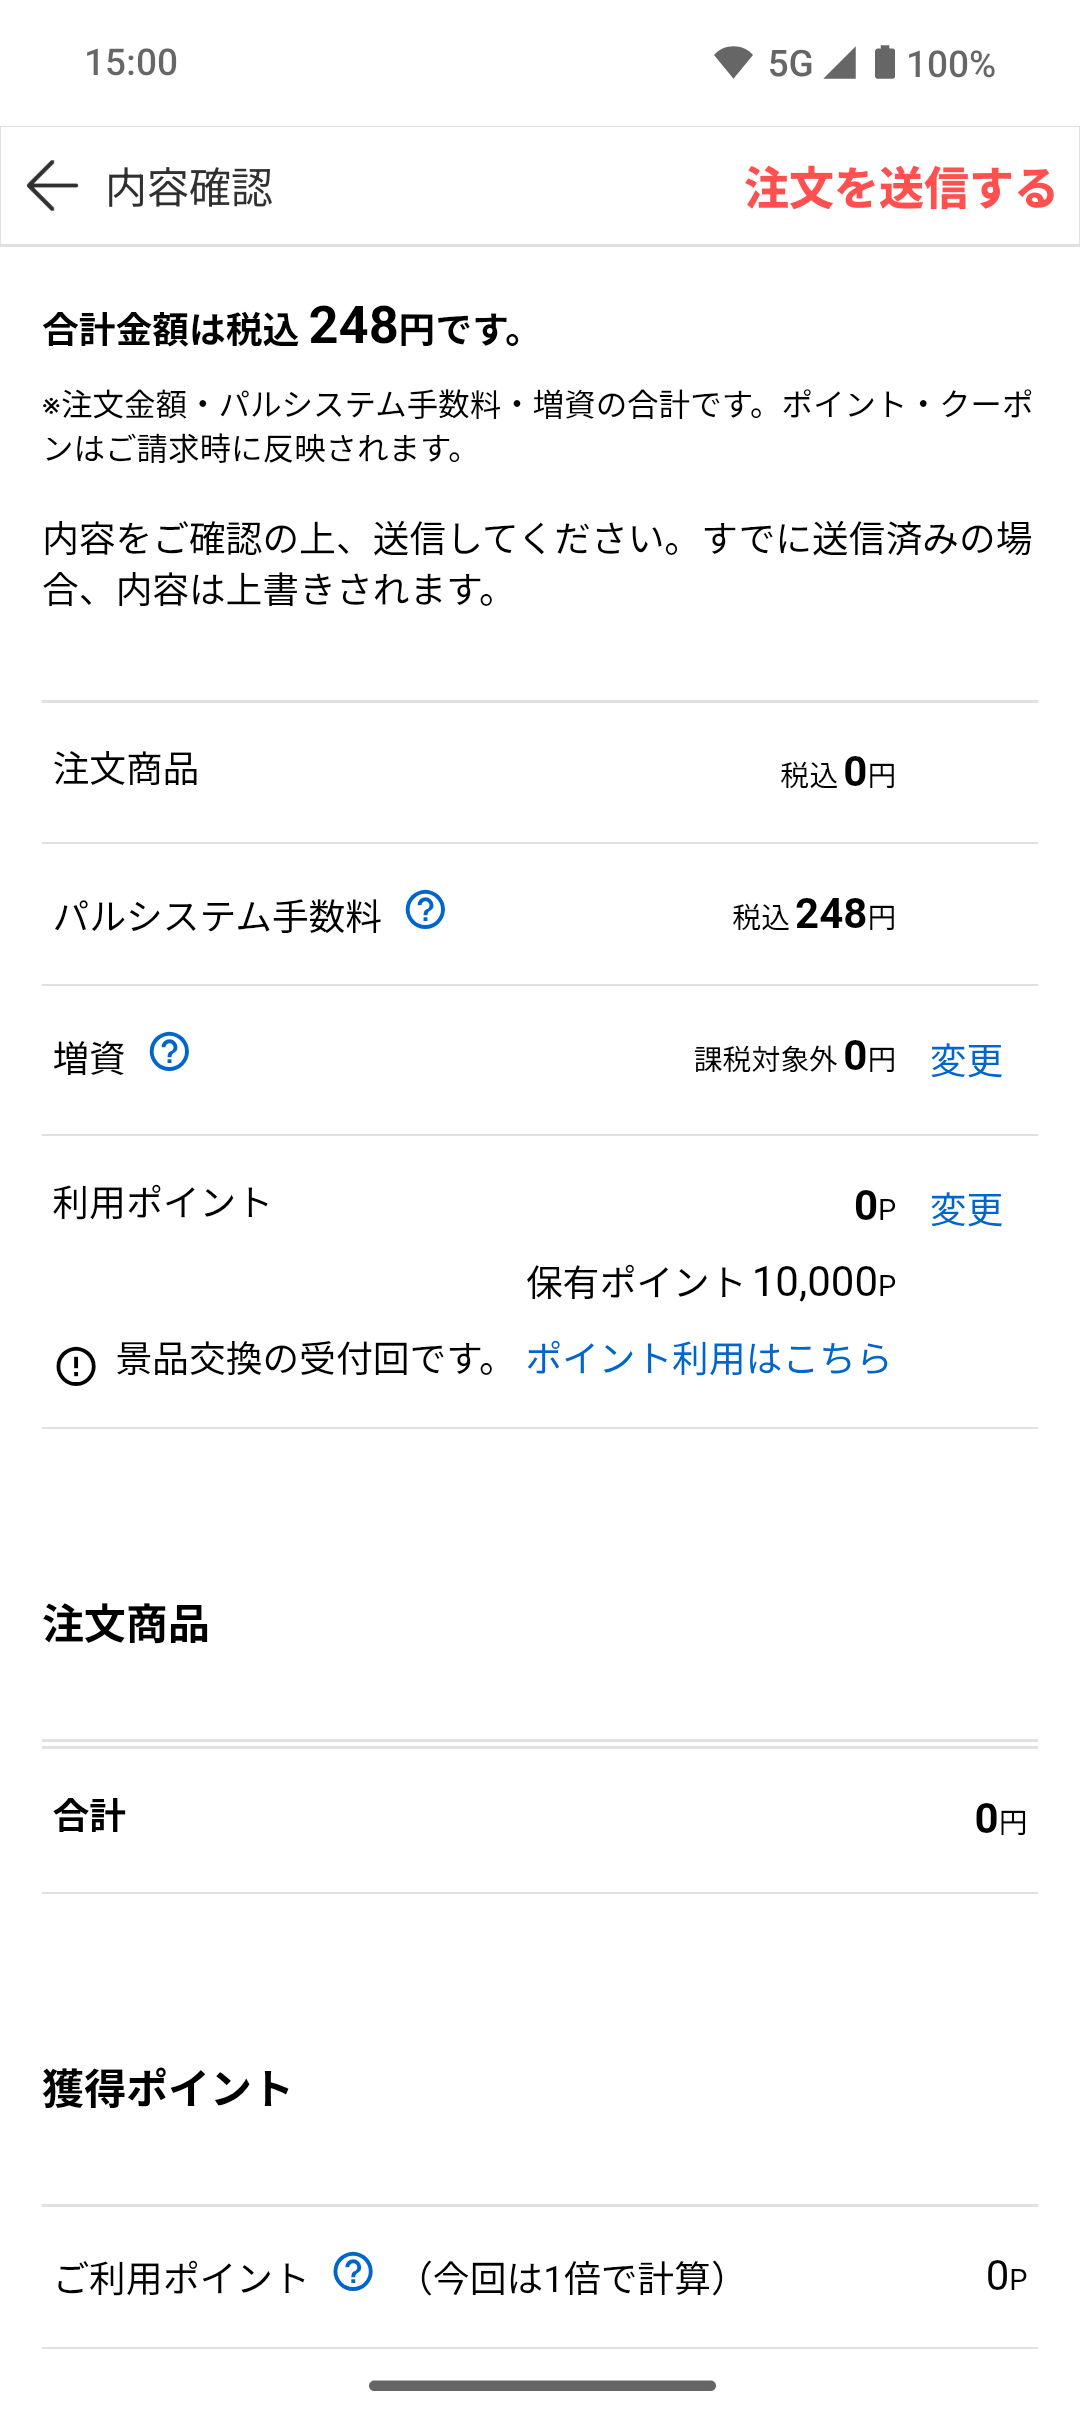 15:00 5G 100%
内容確認 注文を送信する
合計金額は税込 248円です。
※注文金額・パルシステム手数料・増資の合計です。ポイント・クーポ
ンはご請求時に反映されます。
内容をご確認の上、送信してください。すでに送信済みの場
合、内容は上書きされます。
注文商品 税込 0円
パルシステム手数料 ? 税込 248円
増資 ? 課税対象外 0円 変更
利用ポイント 0P 変更
保有ポイント 10,000P
景品交換の受付回です。 ポイント利用はこちら
注文商品
合計 0円
獲得ポイント
ご利用ポイント ? （今回は1倍で計算） 0P